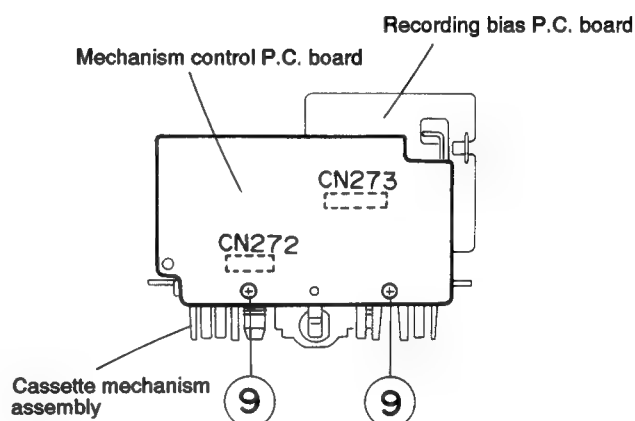 Recording bias P.C. board
Mechanism control P.C. board
CN273
CN272
Cassette mechanism
assembly
9
9